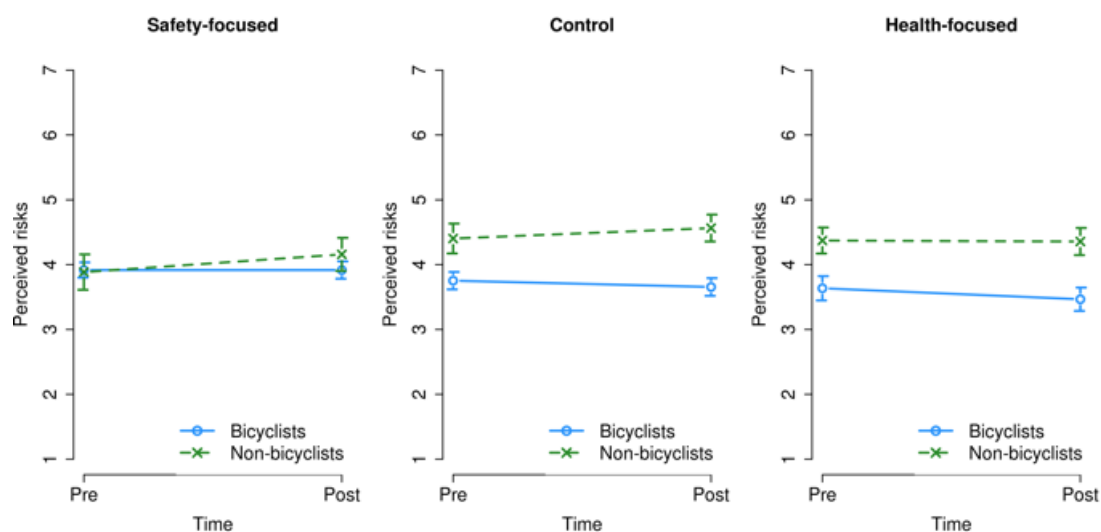 Safety-focused
Perceived risks
7
6
5
4
3
2
1
Bicyclists
Non-bicyclists
Pre
Post
Time
Control
Perceived risks
7
6
5
4
3
2
1
Bicyclists
Non-bicyclists
Pre
Post
Time
Health-focused
Perceived risks
7
6
5
4
3
2
1
Bicyclists
Non-bicyclists
Pre
Post
Time